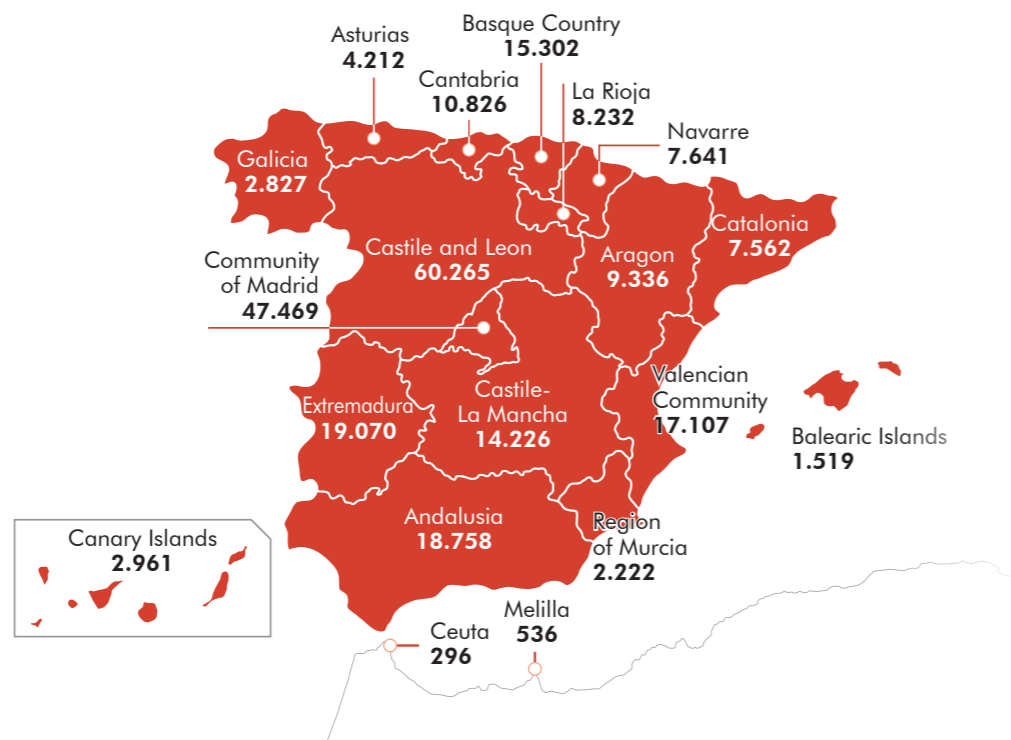 Basque Country
15.302
Asturias
4.212
Cantabria
10.826
La Rioja
8.232
Navarre
7.641
Galicia
2.827
Catalonia
7.562
Castile and Leon
60.265
Aragon
9.336
Community
of Madrid
47.469
Valencian
Community
17.107
Castile-
La Mancha
14.226
Extremadura
19.070
Balearic Islands
1.519
Andalusia
18.758
Region
of Murcia
2.222
Canary Islands
2.961
Melilla
536
Ceuta
296